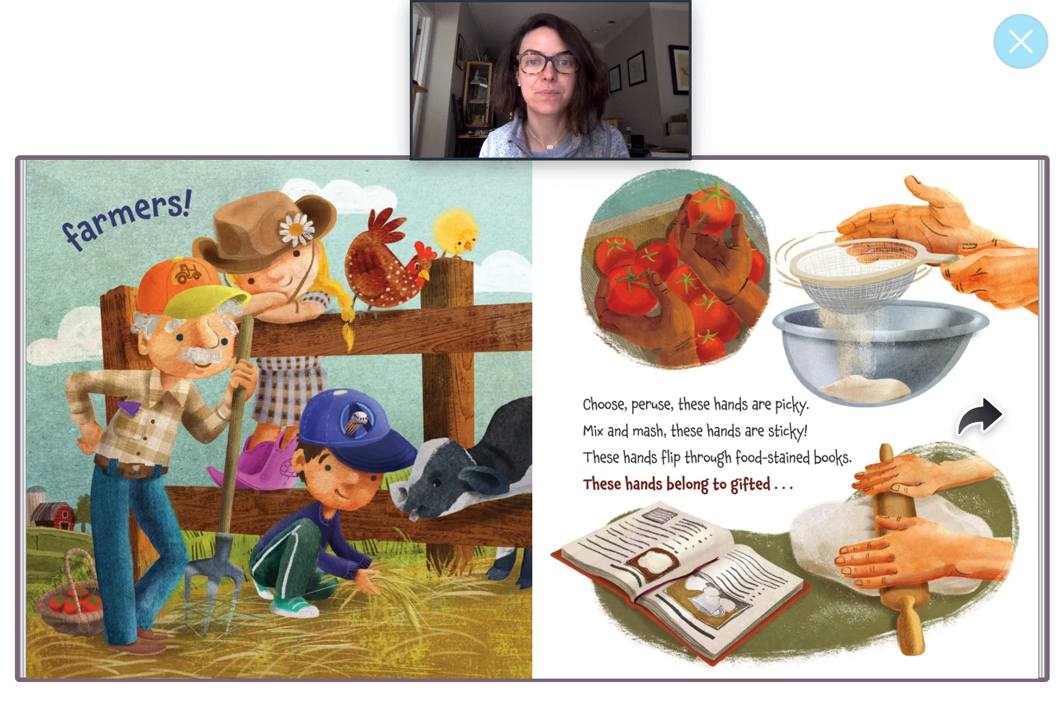 farmers!
Choose, peruse, these hands are picky.
Mix and mash, these hands are sticky!
These hands flip through food-stained books.
These hands belong to gifted . . .